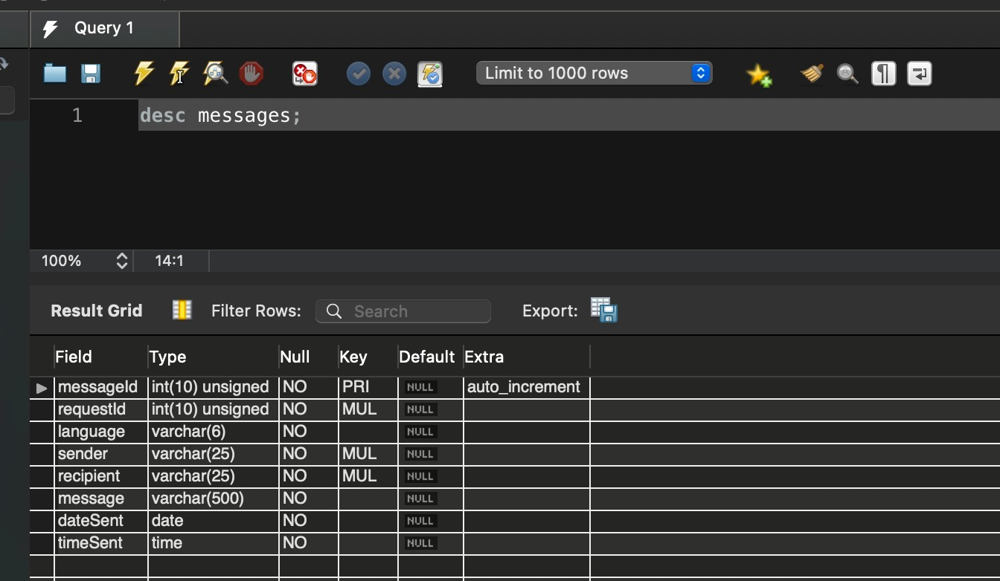 Query 1
Limit to 1000 rows
1 desc messages;
100% 14:1
Result Grid Filter Rows: Search Export:
Field Type Null Key Default Extra
messageId int(10) unsigned NO PRI NULL auto_increment
requestId int(10) unsigned NO MUL NULL
language varchar(6) NO NULL
sender varchar(25) NO MUL NULL
recipient varchar(25) NO MUL NULL
message varchar(500) NO NULL
dateSent date NO NULL
timeSent time NO NULL